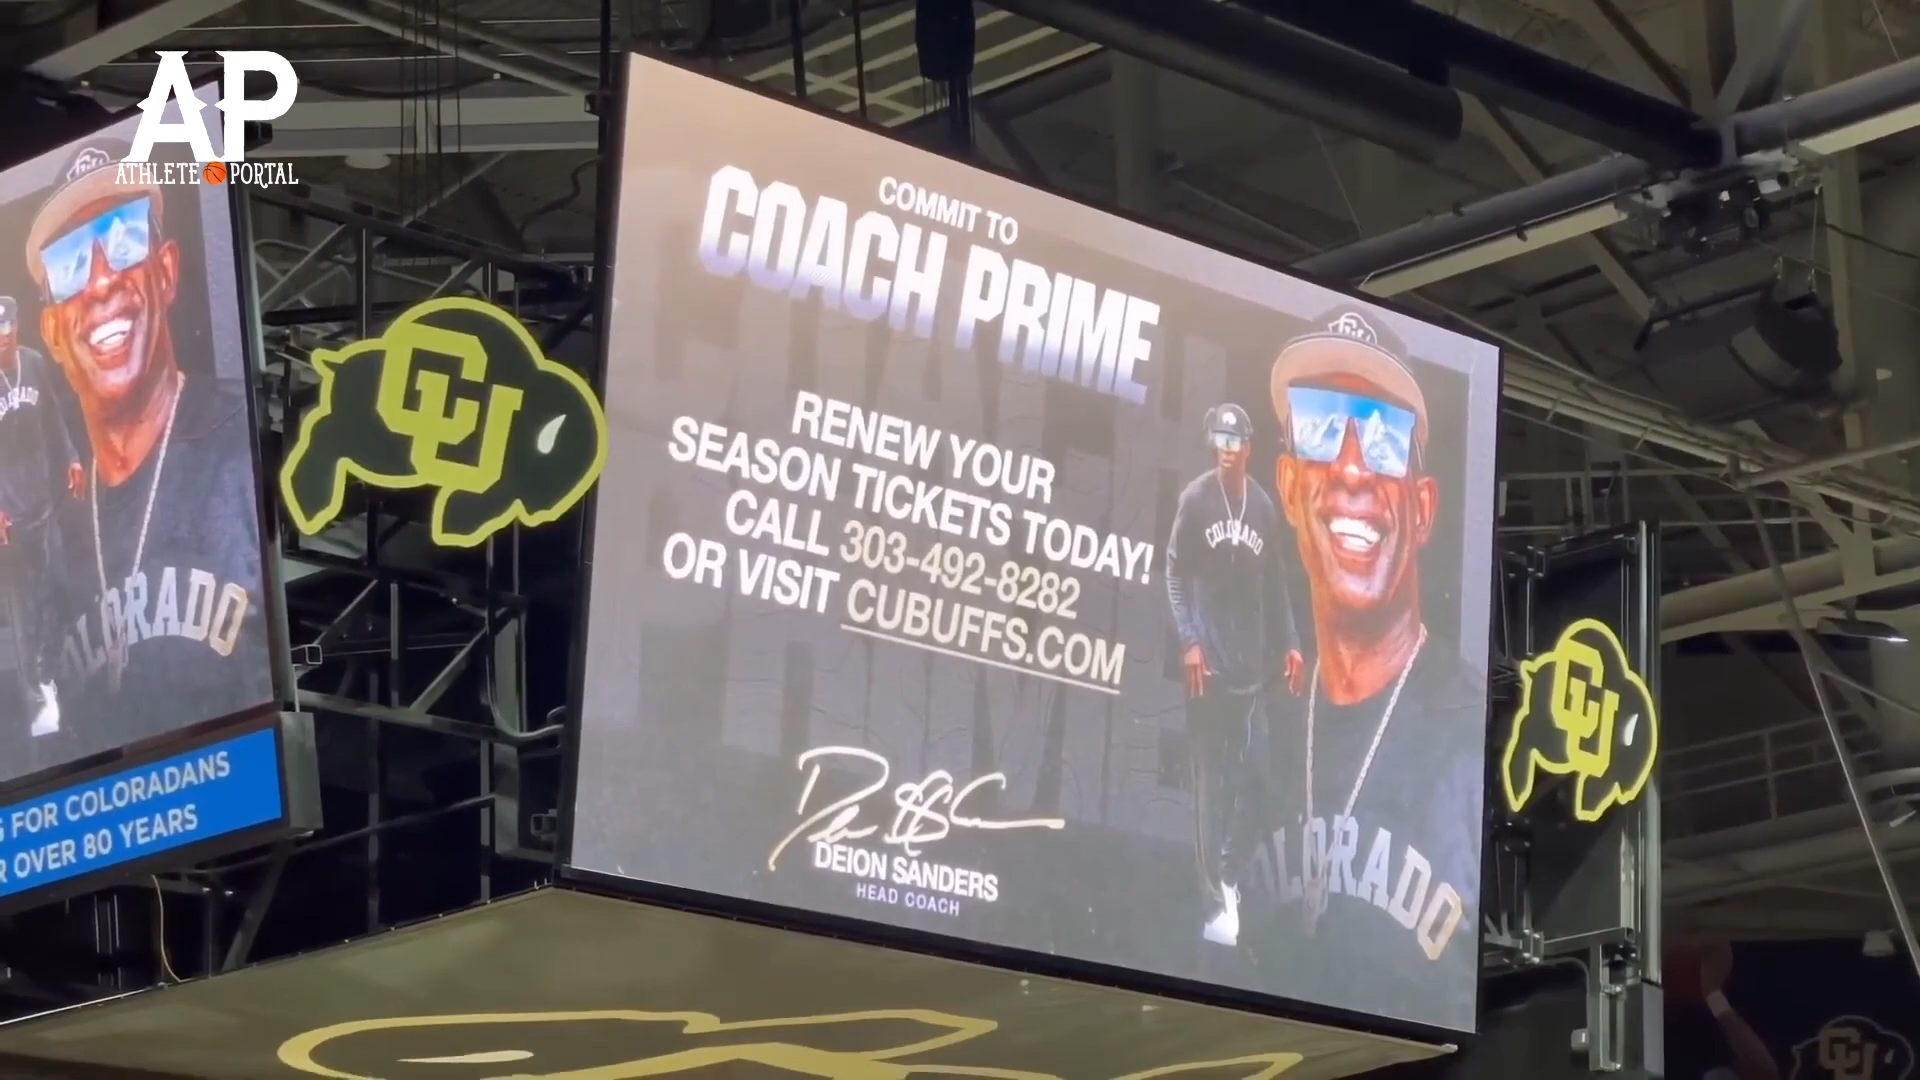 AP
ATHLETE PORTAL
COMMIT TO
COACH PRIME
RENEW YOUR
SEASON TICKETS TODAY!
CALL 303-492-8282
OR VISIT CUBUFFS.COM
DEION SANDERS
HEAD COACH
COLORADO
COLORADO
CU
CU
COLORADO
FOR COLORADANS
OVER 80 YEARS
CU